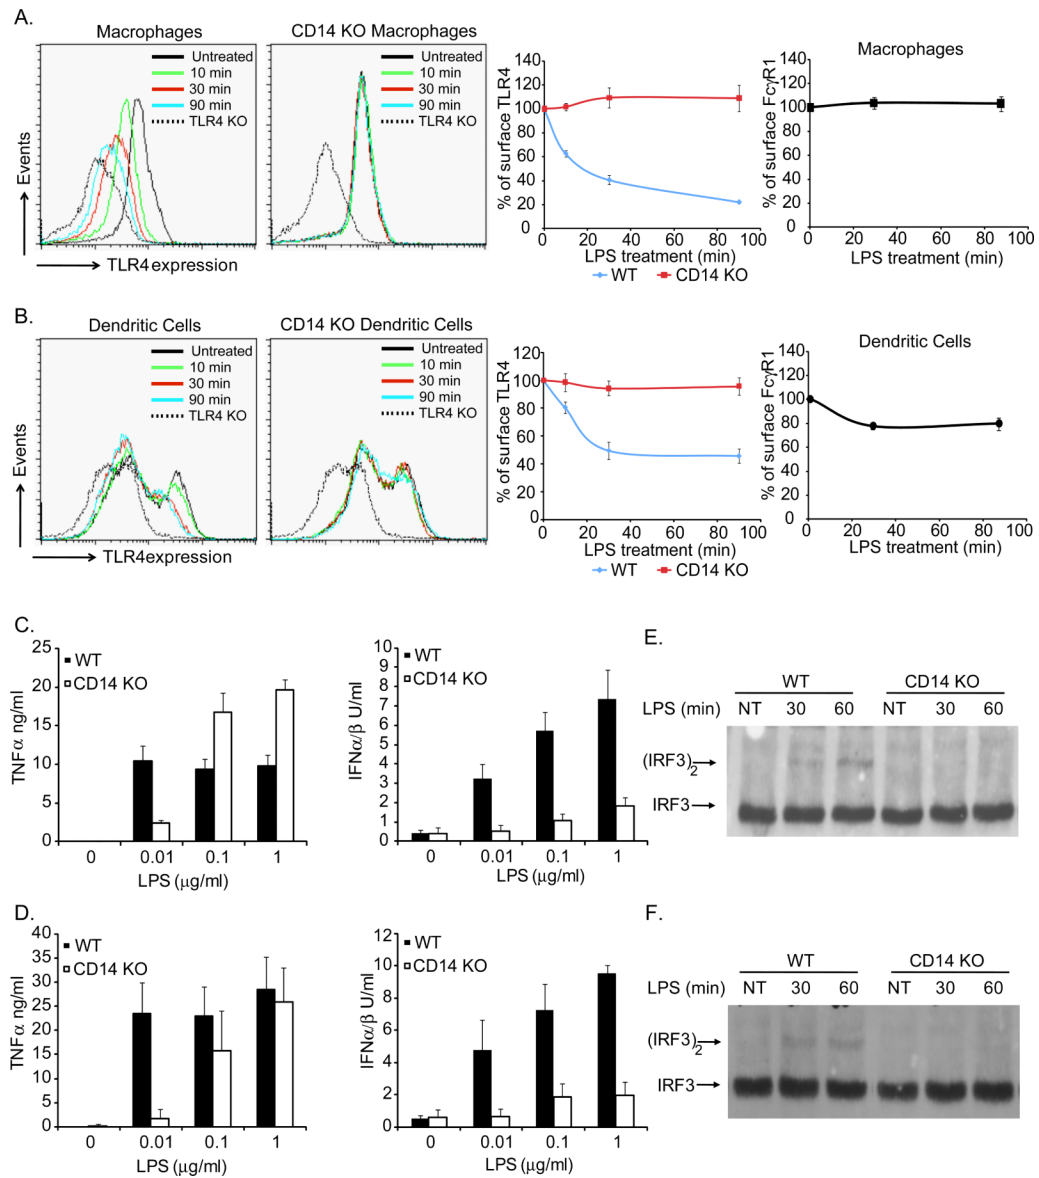 A.
Macrophages
Untreated
10 min
30 min
90 min
TLR4 KO
Events
TLR4 expression
CD14 KO Macrophages
Untreated
10 min
30 min
90 min
TLR4 KO
% of surface TLR4
140
120
100
80
60
40
20
0
0 20 40 60 80 100
LPS treatment (min)
WT CD14 KO
Macrophages
% of surface FcγR1
140
120
100
80
60
40
20
0
0 20 40 60 80 100
LPS treatment (min)
B.
Dendritic Cells
Untreated
10 min
30 min
90 min
TLR4 KO
Events
TLR4expression
CD14 KO Dendritic Cells
Untreated
10 min
30 min
90 min
TLR4 KO
% of surface TLR4
120
100
80
60
40
20
0
0 20 40 60 80 100
LPS treatment (min)
WT CD14 KO
Dendritic Cells
% of surface FcγR1
140
120
100
80
60
40
20
0
0 20 40 60 80 100
LPS treatment (min)
C.
TNFα ng/ml
25
20
15
10
5
0
WT
CD14 KO
0 0.01 0.1 1
LPS (μg/ml)
IFNα/β U/ml
10
9
8
7
6
5
4
3
2
1
0
WT
CD14 KO
0 0.01 0.1 1
LPS (μg/ml)
E.
WT CD14 KO
LPS (min) NT 30 60 NT 30 60
(IRF3)2
IRF3
D.
TNFα ng/ml
40
35
30
25
20
15
10
5
0
WT
CD14 KO
0 0.01 0.1 1
LPS (μg/ml)
IFNα/β U/ml
12
10
8
6
4
2
0
WT
CD14 KO
0 0.01 0.1 1
LPS (μg/ml)
F.
WT CD14 KO
LPS (min) NT 30 60 NT 30 60
(IRF3)2
IRF3